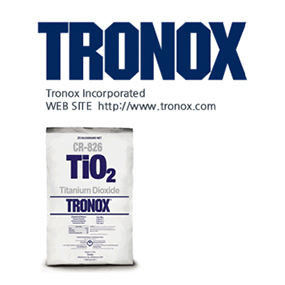 TRONOX
Tronox Incorporated
WEB SITE http://www.tronox.com
CR-826
TiO2
Titanium Dioxide
TRONOX